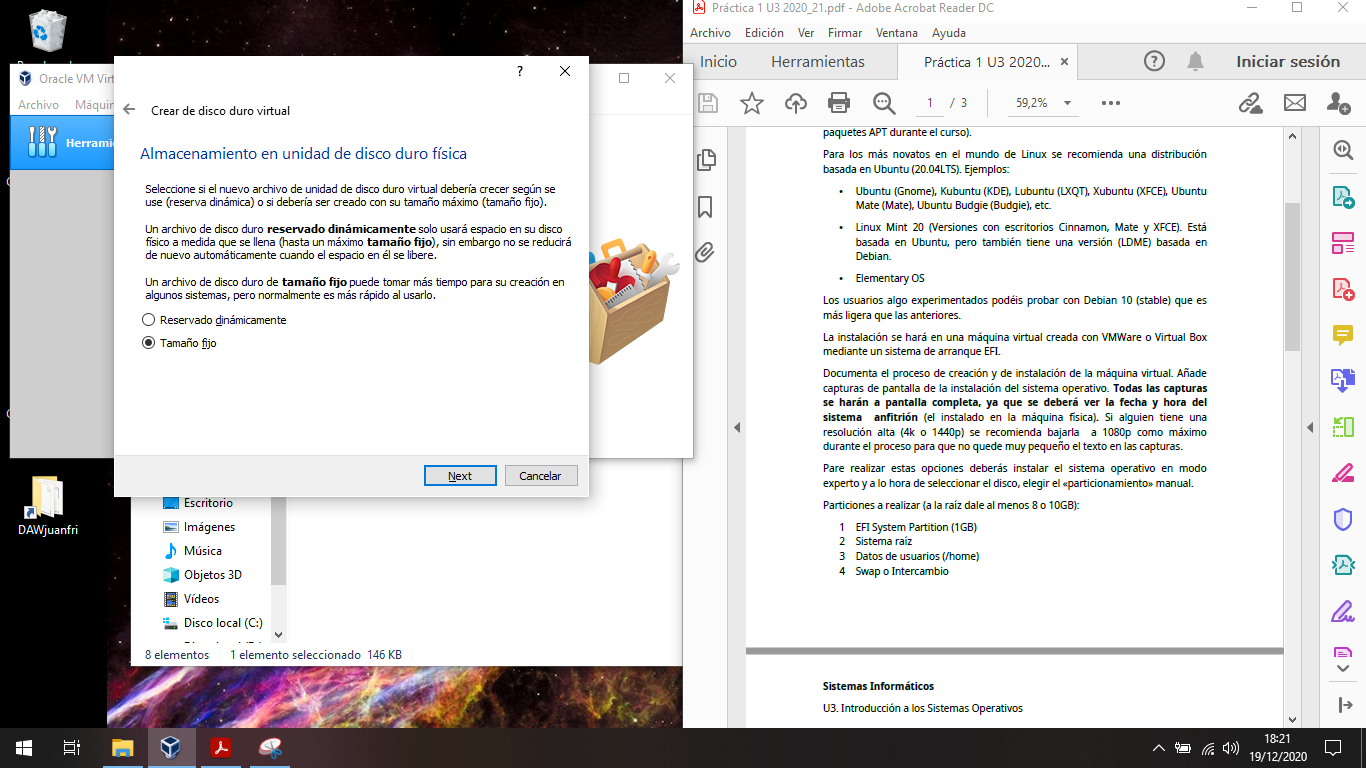 Práctica 1 U3 2020_21.pdf - Adobe Acrobat Reader DC
Archivo Edición Ver Firmar Ventana Ayuda
Inicio Herramientas Práctica 1 U3 2020... × ? Iniciar sesión
1 / 3 59,2%
Oracle VM Virt
Archivo Máquin
Herramie
?
Crear de disco duro virtual
Almacenamiento en unidad de disco duro física
Seleccione si el nuevo archivo de unidad de disco duro virtual debería crecer según se
use (reserva dinámica) o si debería ser creado con su tamaño máximo (tamaño fijo).
Un archivo de disco duro reservado dinámicamente solo usará espacio en su disco
físico a medida que se llena (hasta un máximo tamaño fijo), sin embargo no se reducirá
de nuevo automáticamente cuando el espacio en él se libere.
Un archivo de disco duro de tamaño fijo puede tomar más tiempo para su creación en
algunos sistemas, pero normalmente es más rápido al usarlo.
Reservado dinámicamente
Tamaño fijo
Next Cancelar
DAWjuanfri
Escritorio
Imágenes
Música
Objetos 3D
Vídeos
Disco local (C:)
8 elementos 1 elemento seleccionado 146 KB
paquetes APT durante el curso).
Para los más novatos en el mundo de Linux se recomienda una distribución
basada en Ubuntu (20.04LTS). Ejemplos:
• Ubuntu (Gnome), Kubuntu (KDE), Lubuntu (LXQT), Xubuntu (XFCE), Ubuntu
Mate (Mate), Ubuntu Budgie (Budgie), etc.
• Linux Mint 20 (Versiones con escritorios Cinnamon, Mate y XFCE). Está
basada en Ubuntu, pero también tiene una versión (LDME) basada en
Debian.
• Elementary OS
Los usuarios algo experimentados podéis probar con Debian 10 (stable) que es
más ligera que las anteriores.
La instalación se hará en una máquina virtual creada con VMWare o Virtual Box
mediante un sistema de arranque EFI.
Documenta el proceso de creación y de instalación de la máquina virtual. Añade
capturas de pantalla de la instalación del sistema operativo. Todas las capturas
se harán a pantalla completa, ya que se deberá ver la fecha y hora del
sistema anfitrión (el instalado en la máquina física). Si alguien tiene una
resolución alta (4k o 1440p) se recomienda bajarla a 1080p como máximo
durante el proceso para que no quede muy pequeño el texto en las capturas.
Pare realizar estas opciones deberás instalar el sistema operativo en modo
experto y a lo hora de seleccionar el disco, elegir el «particionamiento» manual.
Particiones a realizar (a la raíz dale al menos 8 o 10GB):
1 EFI System Partition (1GB)
2 Sistema raíz
3 Datos de usuarios (/home)
4 Swap o Intercambio
Sistemas Informáticos
U3. Introducción a los Sistemas Operativos
18:21
19/12/2020